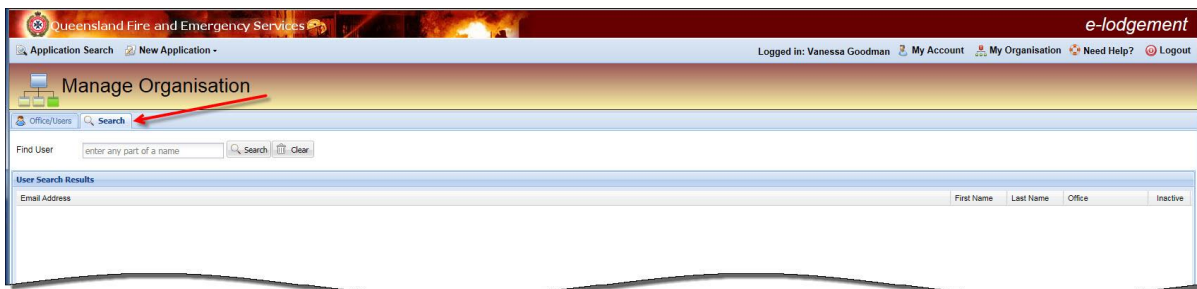 Queensland Fire and Emergency Services
e-lodgement
Application Search New Application Logged in: Vanessa Goodman My Account My Organisation Need Help? Logout
Manage Organisation
Office/Users Search
Find User enter any part of a name Search Clear
User Search Results
Email Address First Name Last Name Office Inactive